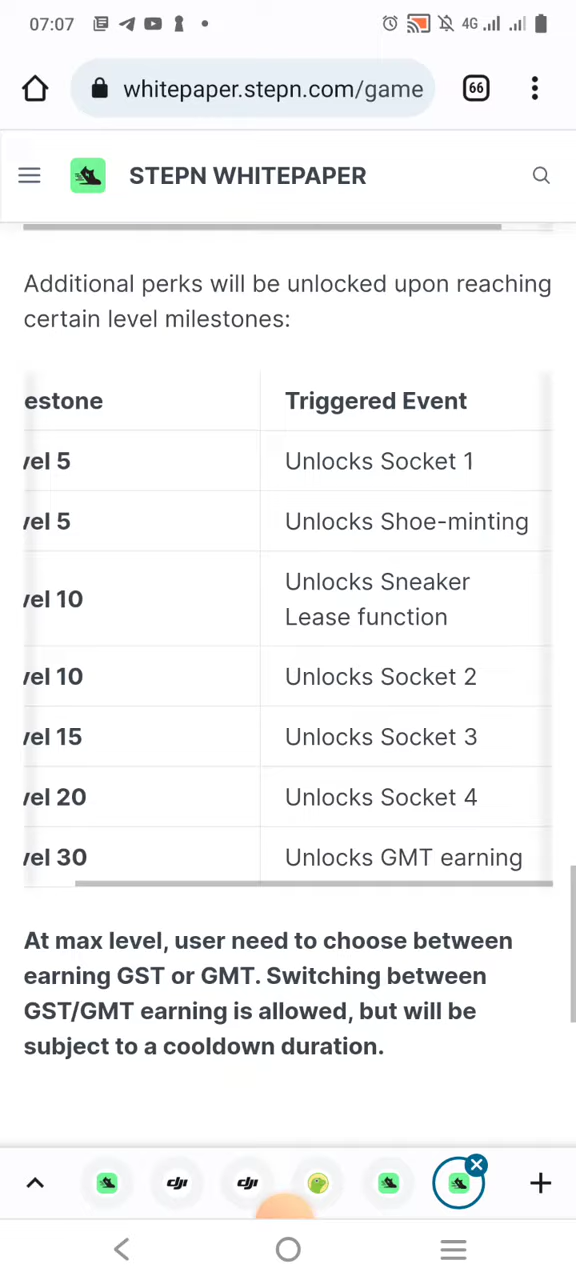 07:07
4G
whitepaper.stepn.com/game
66
STEPN WHITEPAPER
Additional perks will be unlocked upon reaching
certain level milestones:
estone Triggered Event
vel 5 Unlocks Socket 1
vel 5 Unlocks Shoe-minting
vel 10 Unlocks Sneaker
Lease function
vel 10 Unlocks Socket 2
vel 15 Unlocks Socket 3
vel 20 Unlocks Socket 4
vel 30 Unlocks GMT earning
At max level, user need to choose between
earning GST or GMT. Switching between
GST/GMT earning is allowed, but will be
subject to a cooldown duration.
dji dji